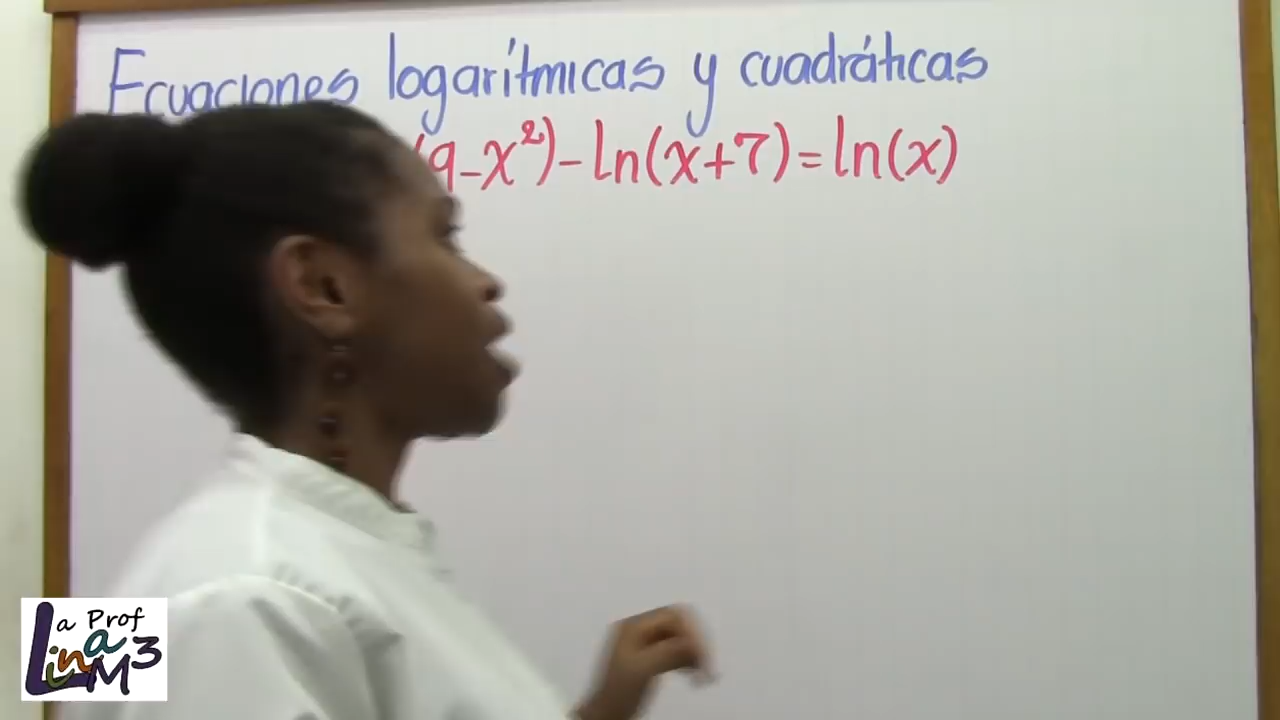 Ecuaciones logarítmicas y cuadráticas
(9-x²)-ln(x+7)=ln(x)
La Prof
Lina M3